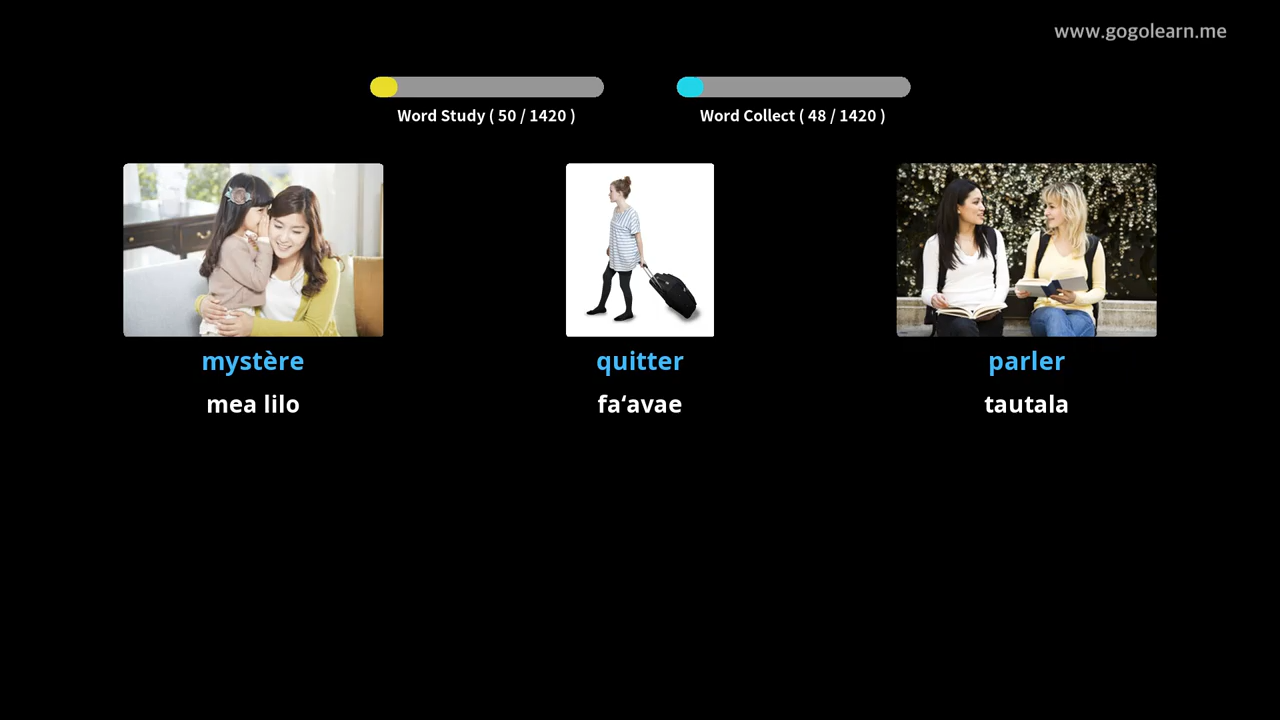 www.gogolearn.me
Word Study ( 50 / 1420 )
Word Collect ( 48 / 1420 )
mystère
quitter
parler
mea lilo
fa‘avae
tautala